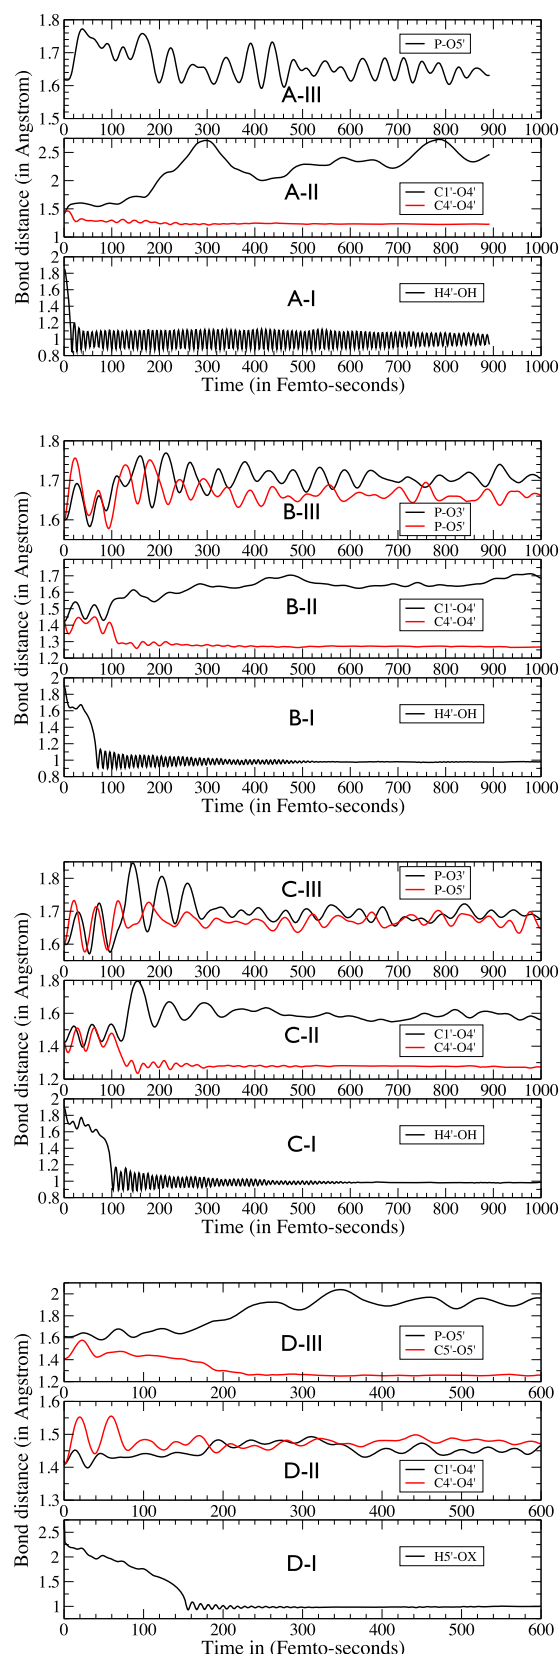 1.8
1.7
1.6
1.5
P-O5'
A-III
0 100 200 300 400 500 600 700 800 900 1000
Bond distance (in Angstrom)
2.5
2
1.5
1
C1'-O4'
C4'-O4'
A-II
0 100 200 300 400 500 600 700 800 900 1000
2
1.8
1.6
1.4
1.2
1
0.8
H4'-OH
A-I
0 100 200 300 400 500 600 700 800 900 1000
Time (in Femto-seconds)
1.8
1.7
1.6
B-III
P-O3'
P-O5'
0 100 200 300 400 500 600 700 800 900 1000
Bond distance (in Angstrom)
1.7
1.6
1.5
1.4
1.3
1.2
B-II
C1'-O4'
C4'-O4'
0 100 200 300 400 500 600 700 800 900 1000
2
1.8
1.6
1.4
1.2
1
0.8
H4'-OH
B-I
0 100 200 300 400 500 600 700 800 900 1000
Time (in Femto-seconds)
1.8
1.7
1.6
C-III
P-O3'
P-O5'
0 100 200 300 400 500 600 700 800 900 1000
Bond distance (in Angstrom)
1.8
1.6
1.4
1.2
C-II
C1'-O4'
C4'-O4'
0 100 200 300 400 500 600 700 800 900 1000
2
1.8
1.6
1.4
1.2
1
0.8
H4'-OH
C-I
0 100 200 300 400 500 600 700 800 900 1000
Time (in Femto-seconds)
2
1.8
1.6
1.4
1.2
D-III
P-O5'
C5'-O5'
0 100 200 300 400 500 600
Bond distance (in Angstrom)
1.6
1.5
1.4
1.3
D-II
C1'-O4'
C4'-O4'
0 100 200 300 400 500 600
2.5
2
1.5
1
D-I
H5'-OX
0 100 200 300 400 500 600
Time in (Femto-seconds)